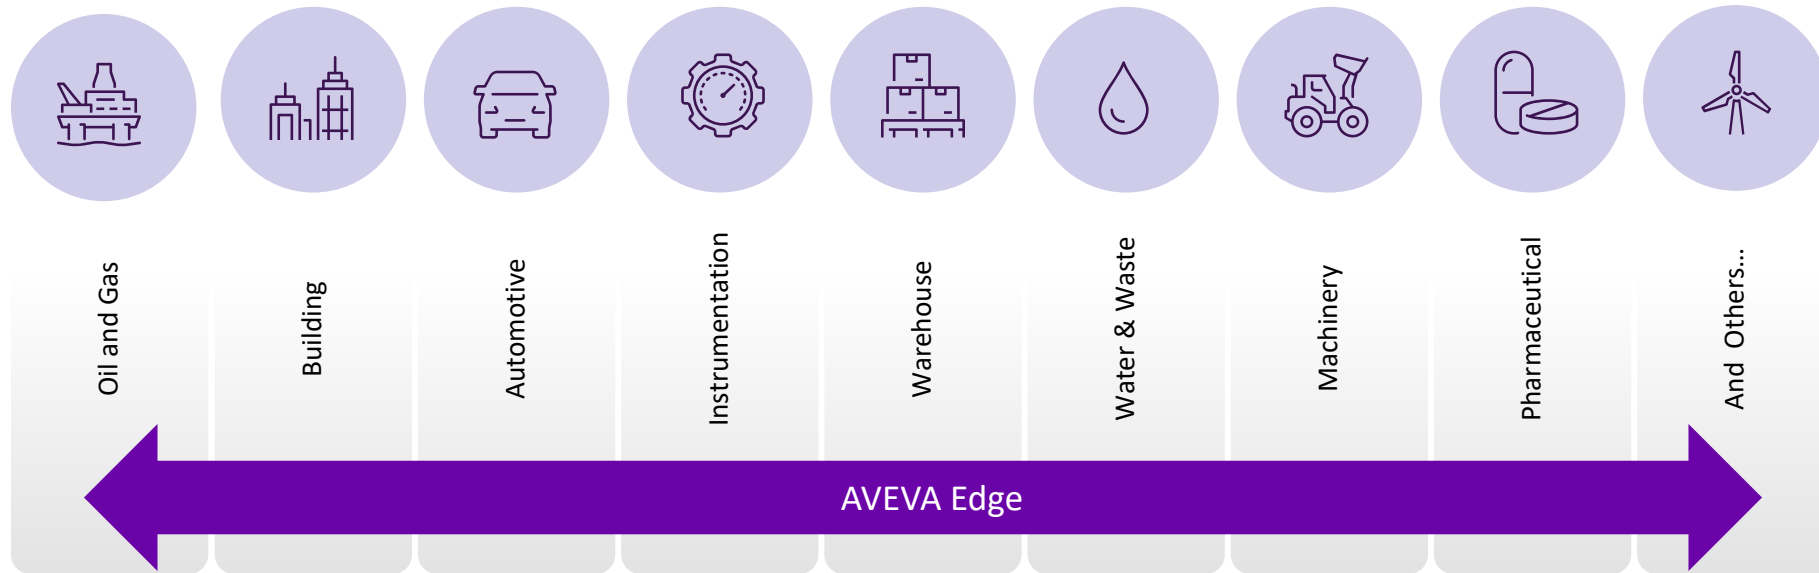 Oil and Gas
Building
Automotive
Instrumentation
Warehouse
Water & Waste
Machinery
Pharmaceutical
And Others...
AVEVA Edge